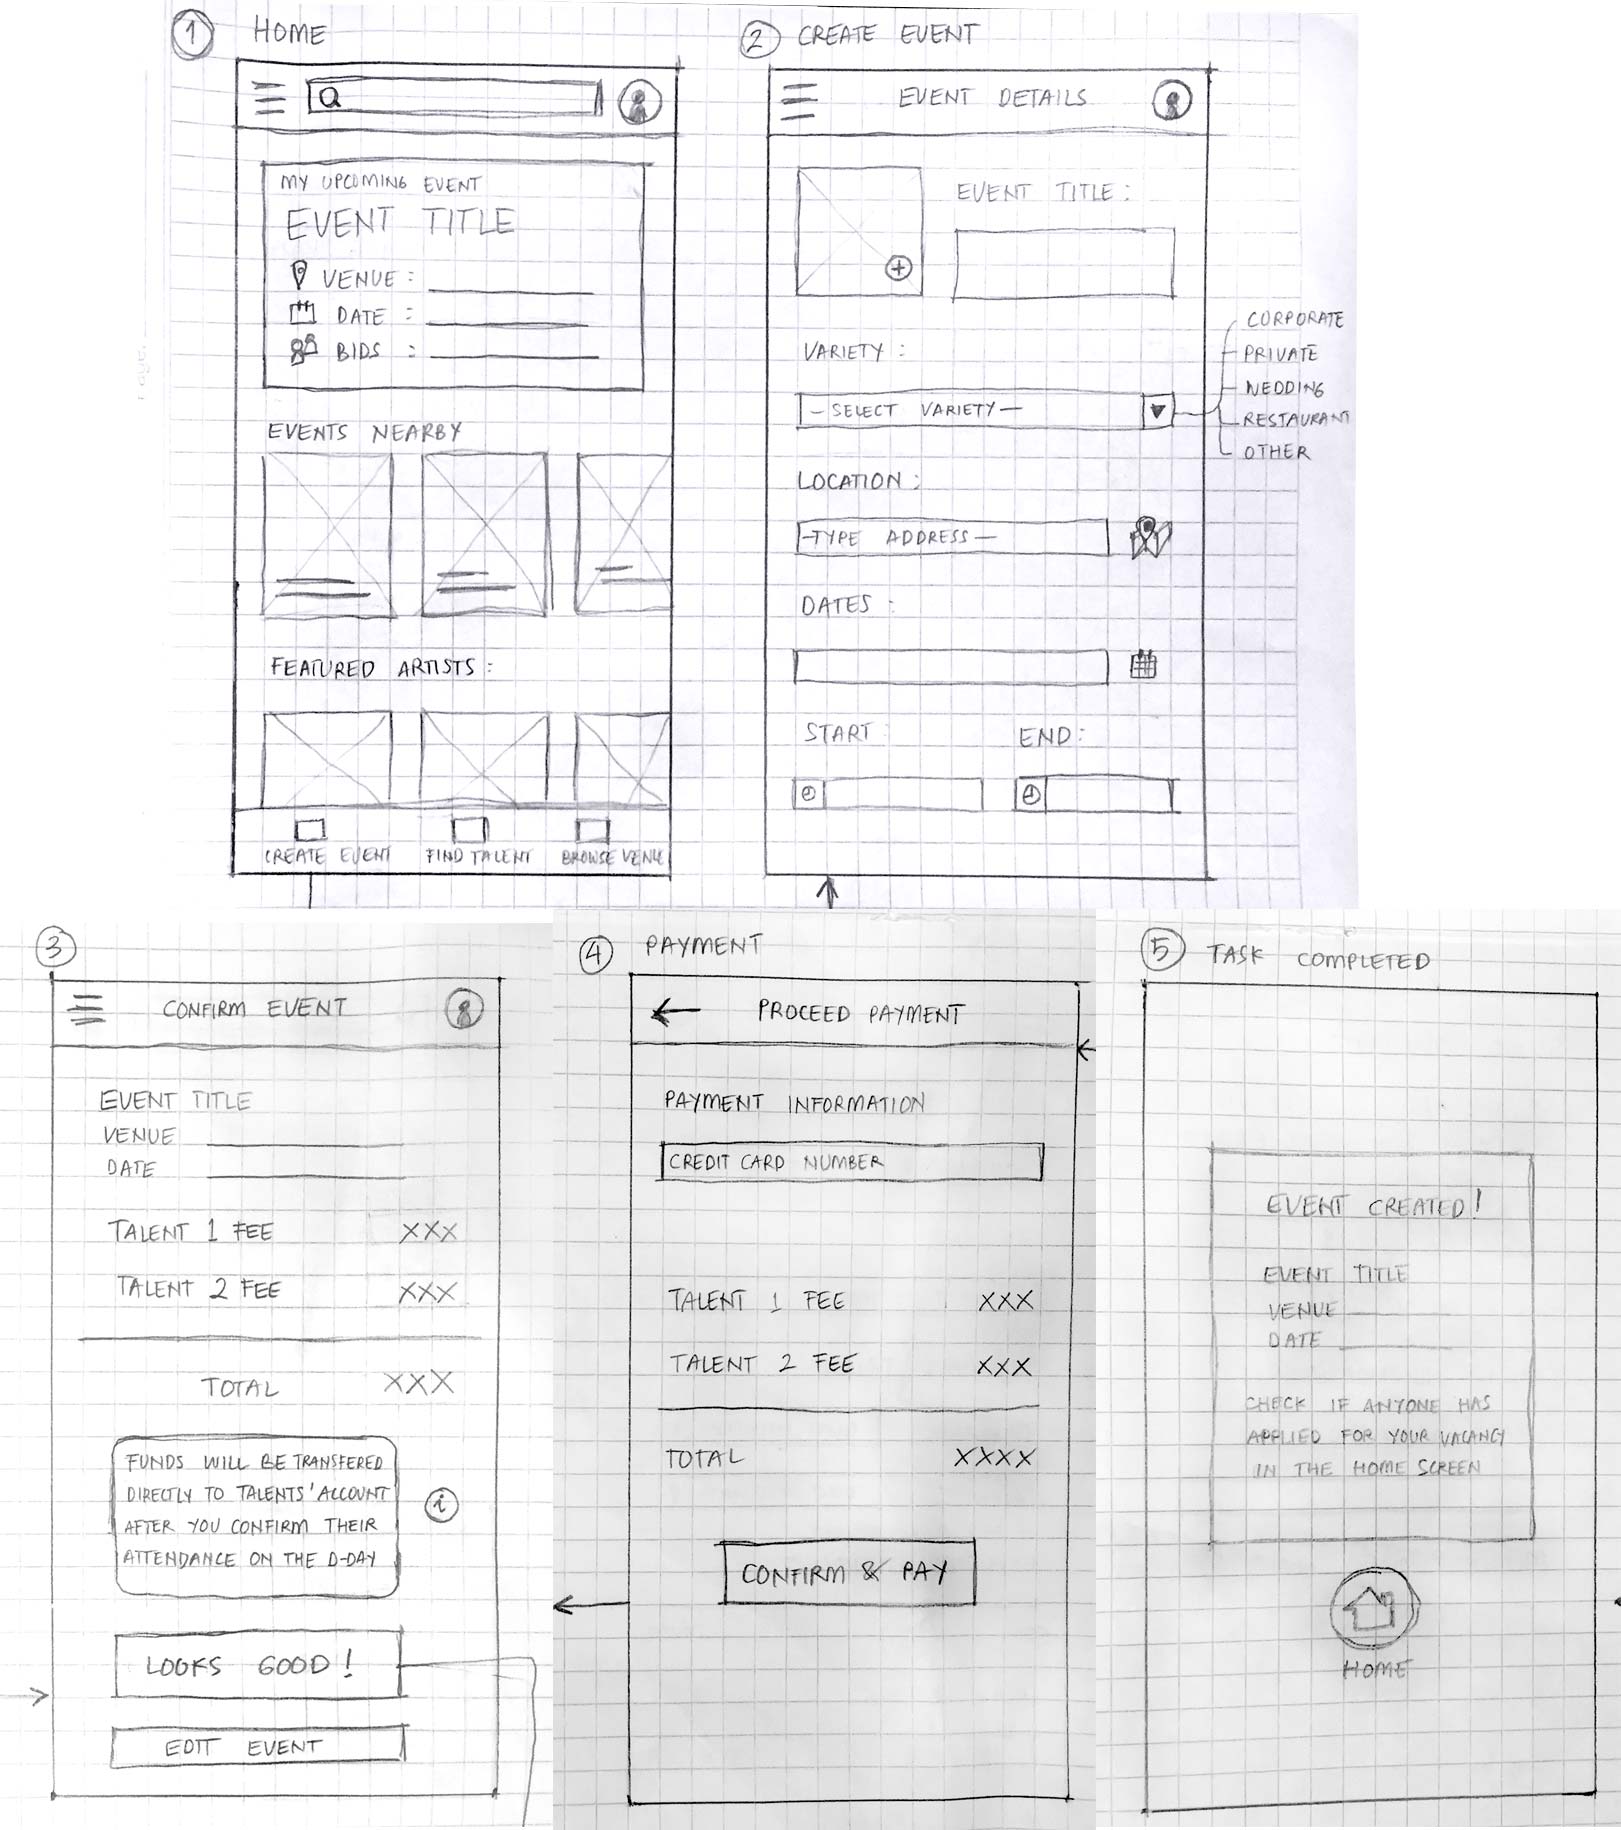 1 HOME
MY UPCOMING EVENT
EVENT TITLE
VENUE :
DATE :
BIDS :
EVENTS NEARBY
FEATURED ARTISTS :
CREATE EVENT FIND TALENT BROWSE VENUE
2 CREATE EVENT
EVENT DETAILS
EVENT TITLE :
VARIETY :
- SELECT VARIETY -
CORPORATE
PRIVATE
WEDDING
RESTAURANT
OTHER
LOCATION :
-TYPE ADDRESS-
DATES :
START: END:
3
CONFIRM EVENT
EVENT TITLE
VENUE
DATE
TALENT 1 FEE XXX
TALENT 2 FEE XXX
TOTAL XXX
FUNDS WILL BE TRANSFERED
DIRECTLY TO TALENTS' ACCOUNT
AFTER YOU CONFIRM THEIR
ATTENDANCE ON THE D-DAY
i
LOOKS GOOD!
EDIT EVENT
4 PAYMENT
PROCEED PAYMENT
PAYMENT INFORMATION
CREDIT CARD NUMBER
TALENT 1 FEE XXX
TALENT 2 FEE XXX
TOTAL XXXX
CONFIRM & PAY
5 TASK COMPLETED
EVENT CREATED!
EVENT TITLE
VENUE
DATE
CHECK IF ANYONE HAS
APPLIED FOR YOUR VACANCY
IN THE HOME SCREEN
HOME